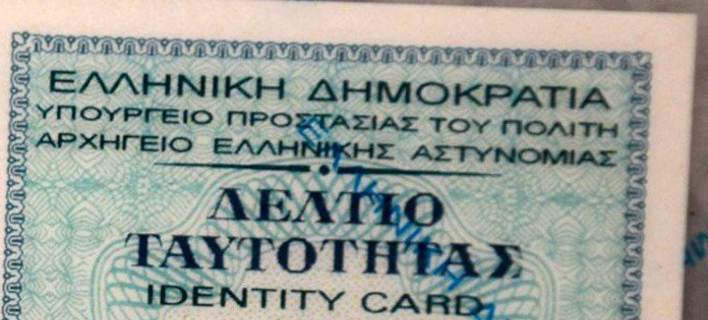 ΕΛΛΗΝΙΚΗ ΔΗΜΟΚΡΑΤΙΑ
ΥΠΟΥΡΓΕΙΟ ΠΡΟΣΤΑΣΙΑΣ ΤΟΥ ΠΟΛΙΤΗ
ΑΡΧΗΓΕΙΟ ΕΛΛΗΝΙΚΗΣ ΑΣΤΥΝΟΜΙΑΣ
ΔΕΛΤΙΟ
ΤΑΥΤΟΤΗΤΑΣ
IDENTITY CARD